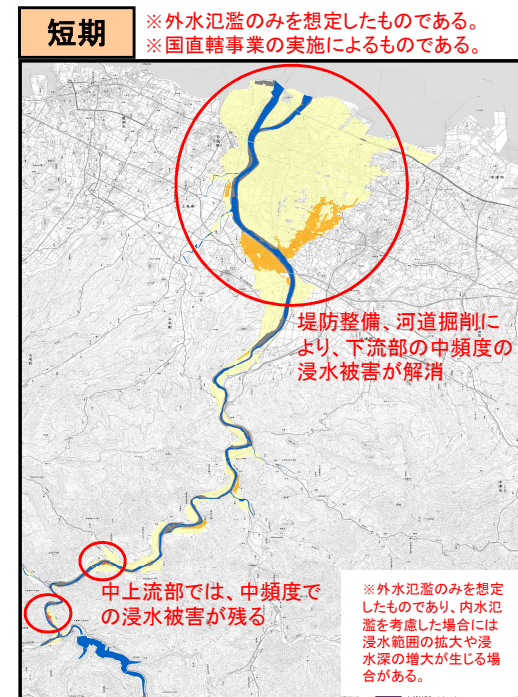 短期
※外水氾濫のみを想定したものである。
※国直轄事業の実施によるものである。
堤防整備、河道掘削に
より、下流部の中頻度の
浸水被害が解消
中上流部では、中頻度で
の浸水被害が残る
※外水氾濫のみを想定
したものであり、内水氾
濫を考慮した場合には
浸水範囲の拡大や浸
水深の増大が生じる場
合がある。